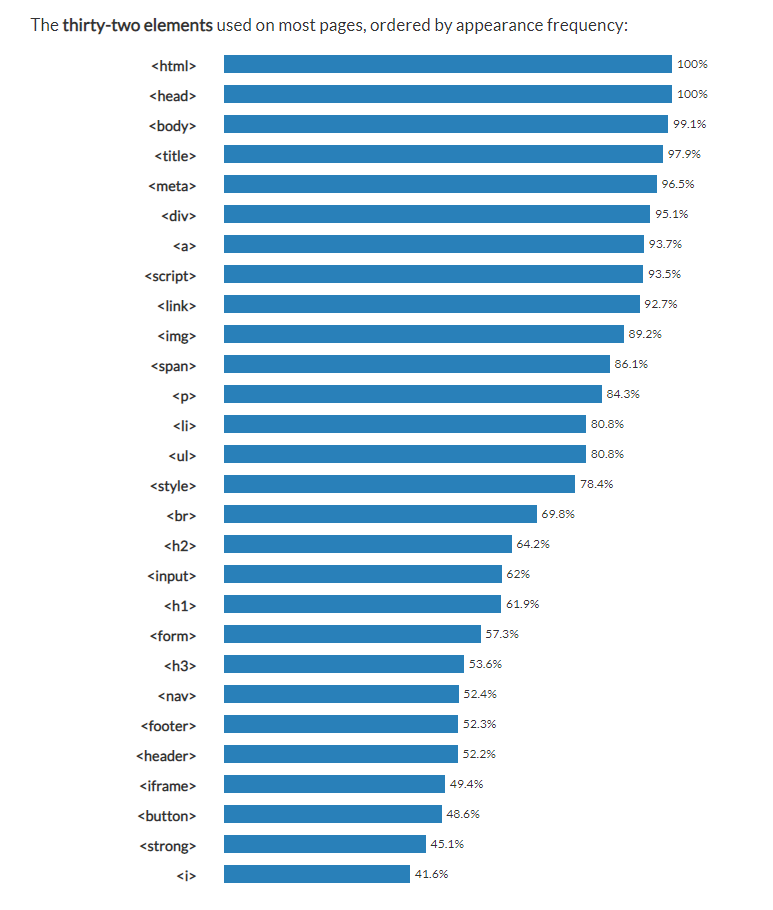 The thirty-two elements used on most pages, ordered by appearance frequency:
<html> 100%
<head> 100%
<body> 99.1%
<title> 97.9%
<meta> 96.5%
<div> 95.1%
<a> 93.7%
<script> 93.5%
<link> 92.7%
<img> 89.2%
<span> 86.1%
<p> 84.3%
<li> 80.8%
<ul> 80.8%
<style> 78.4%
<br> 69.8%
<h2> 64.2%
<input> 62%
<h1> 61.9%
<form> 57.3%
<h3> 53.6%
<nav> 52.4%
<footer> 52.3%
<header> 52.2%
<iframe> 49.4%
<button> 48.6%
<strong> 45.1%
<i> 41.6%